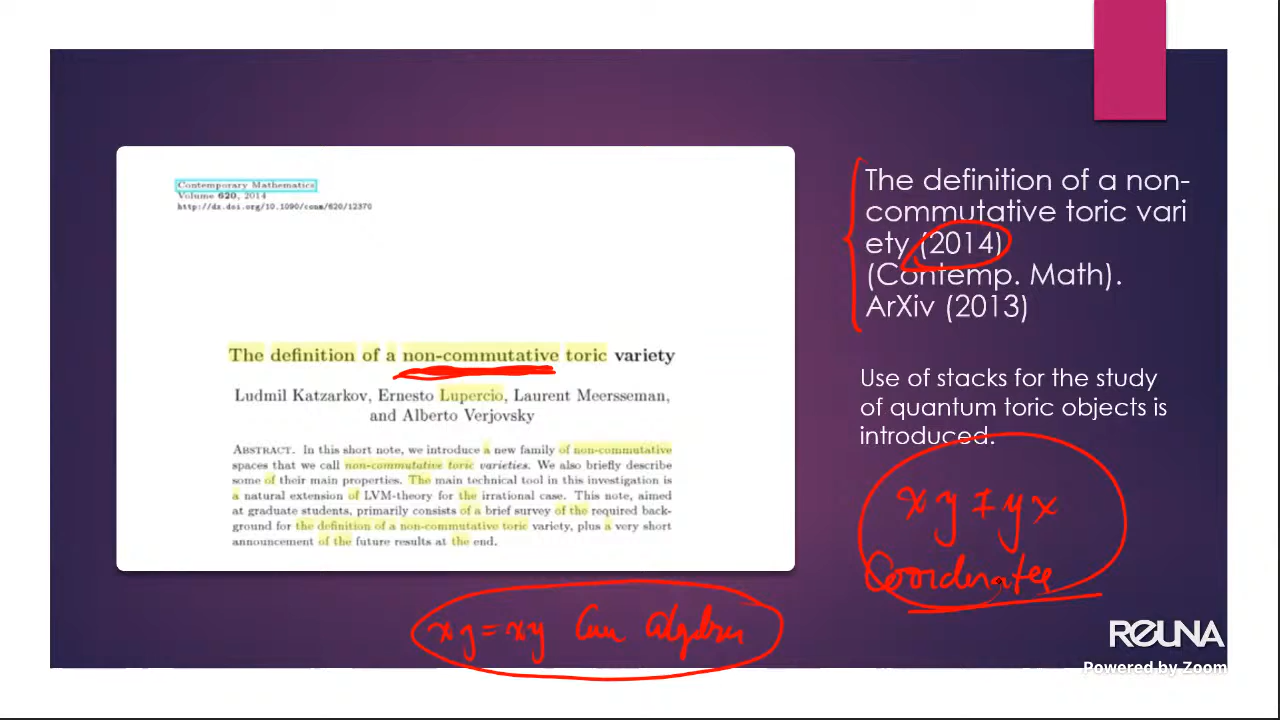 Contemporary Mathematics
Volume 620, 2014
http://dx.doi.org/10.1090/conm/620/12370
The definition of a non-commutative toric variety
Ludmil Katzarkov, Ernesto Lupercio, Laurent Meersseman,
and Alberto Verjovsky
Abstract. In this short note, we introduce a new family of non-commutative
spaces that we call non-commutative toric varieties. We also briefly describe
some of their main properties. The main technical tool in this investigation is
a natural extension of LVM-theory for the irrational case. This note, aimed
at graduate students, primarily consists of a brief survey of the required back-
ground for the definition of a non-commutative toric variety, plus a very short
announcement of the future results at the end.
The definition of a non-
commutative toric vari
ety (2014)
(Contemp. Math).
ArXiv (2013)
Use of stacks for the study
of quantum toric objects is
introduced.
xy ≠ yx
Coordenates
xy = xy
REUNA
Powered by Zoom